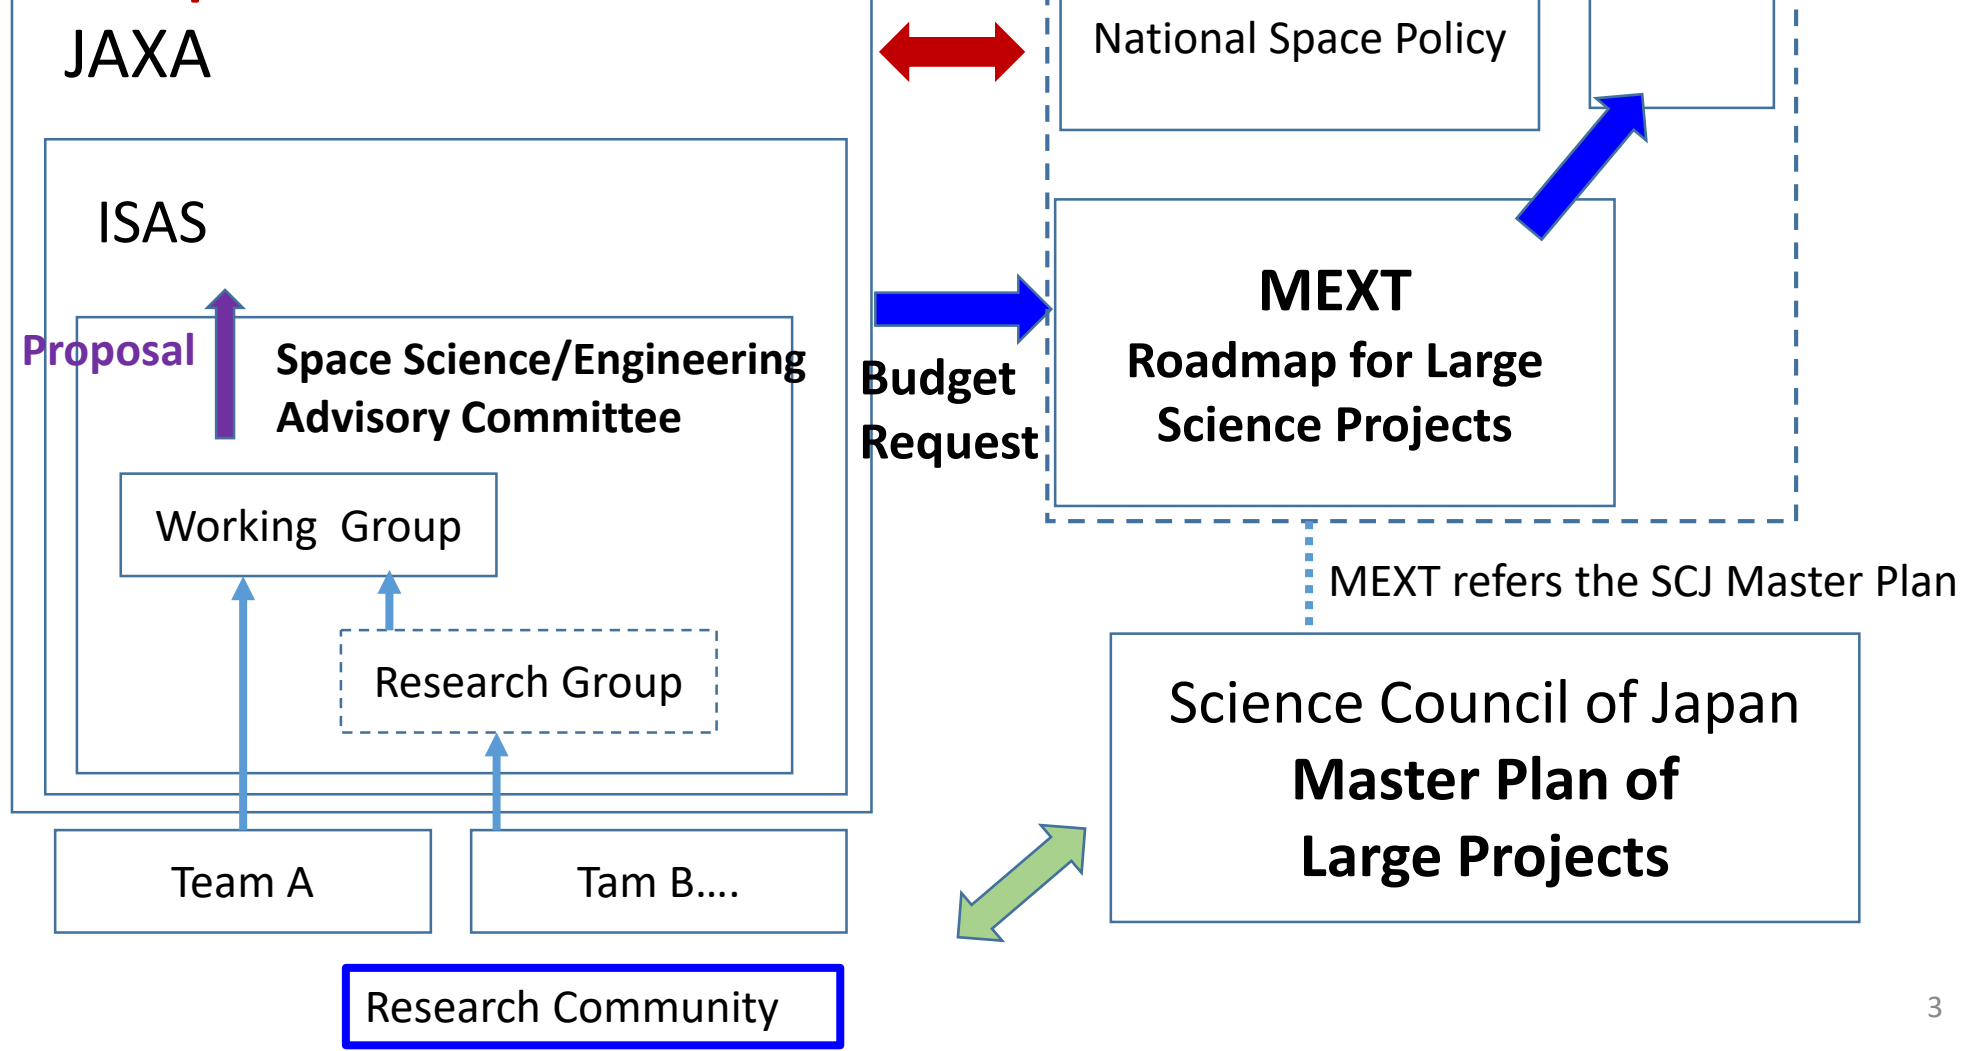 JAXA
National Space Policy
ISAS
Proposal
Space Science/Engineering
Advisory Committee
Budget
Request
MEXT
Roadmap for Large
Science Projects
Working Group
Research Group
MEXT refers the SCJ Master Plan
Science Council of Japan
Master Plan of
Large Projects
Team A
Tam B....
Research Community
3